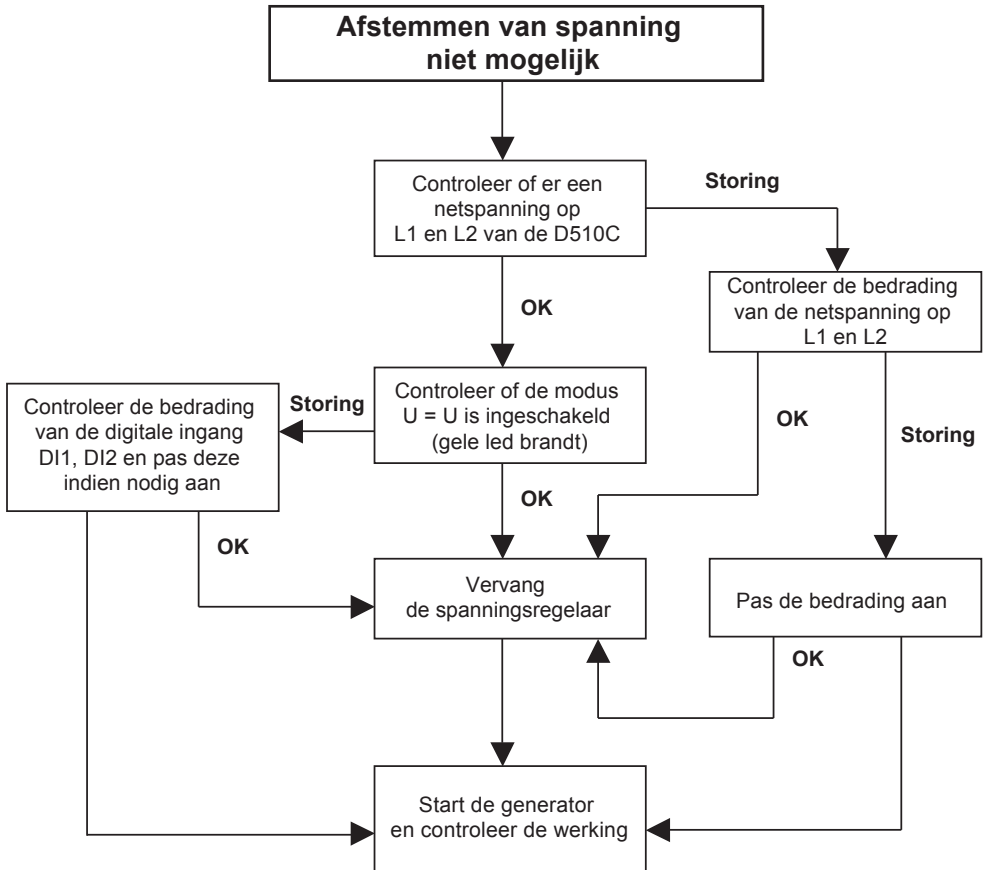 Afstemmen van spanning
niet mogelijk
Controleer of er een
netspanning op
L1 en L2 van de D510C
Storing
Controleer de bedrading
van de netspanning op
L1 en L2
OK
Controleer of de modus
U = U is ingeschakeld
(gele led brandt)
Storing
Controleer de bedrading
van de digitale ingang
DI1, DI2 en pas deze
indien nodig aan
OK
Storing
OK
OK
Vervang
de spanningsregelaar
Pas de bedrading aan
OK
Start de generator
en controleer de werking